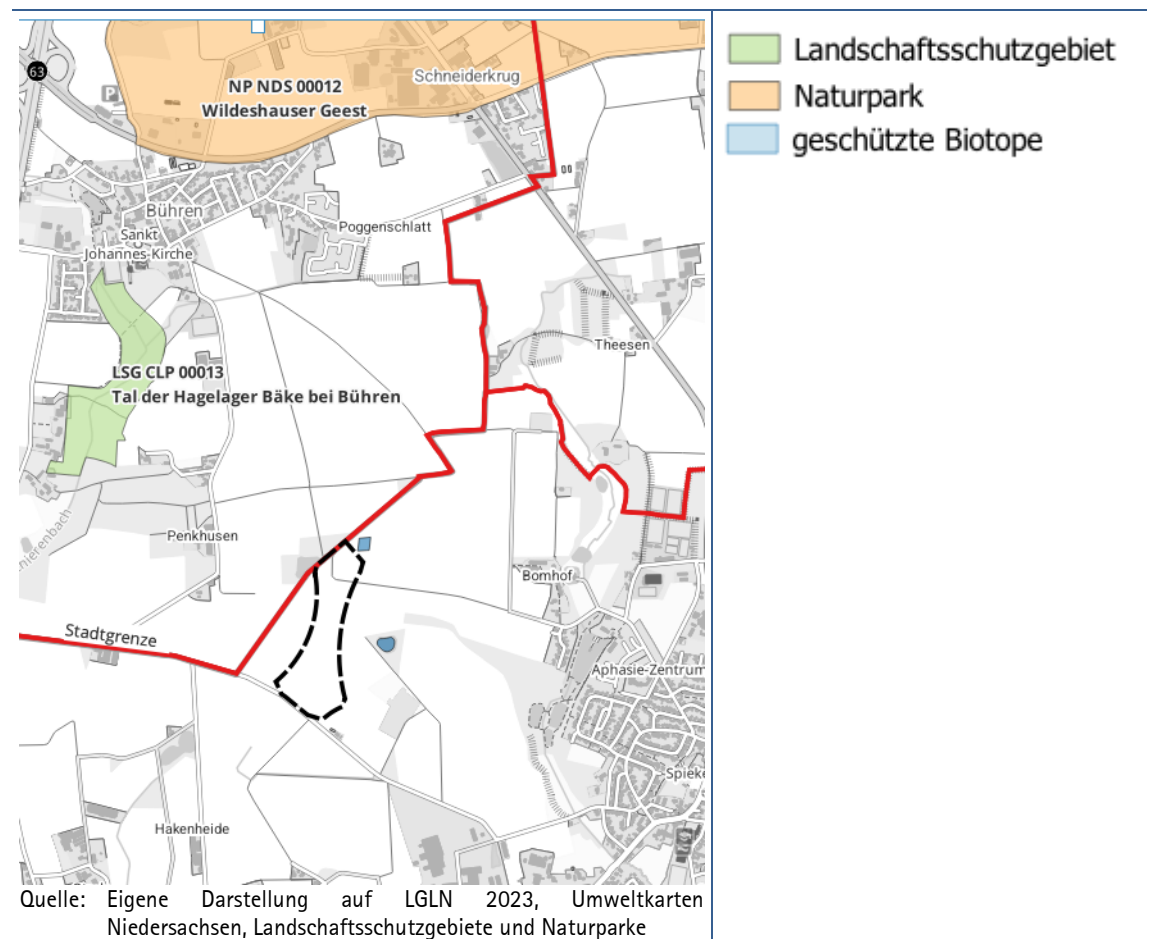 63
P
NP NDS 00012
Wildeshauser Geest
Schneiderkrug
Bühren
Sankt
Johannes-Kirche
Poggenschlatt
Theesen
LSG CLP 00013
Tal der Hagelager Bäke bei Bühren
hierenbach
Penkhusen
Bomhof
Stadtgrenze
Aphasie-Zentrum
Spieke
Hakenheide
Landschaftsschutzgebiet
Naturpark
geschützte Biotope
Quelle: Eigene Darstellung auf LGLN 2023, Umweltkarten
Niedersachsen, Landschaftsschutzgebiete und Naturparke